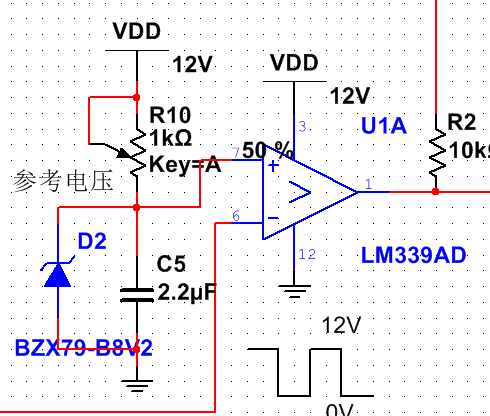 VDD
12V
VDD
12V
R10
1kΩ
Key=A
50 %
3
U1A
R2
7
+
1
参考电压
6
−
12
LM339AD
D2
C5
2.2µF
BZX79-B8V2
12V
0V